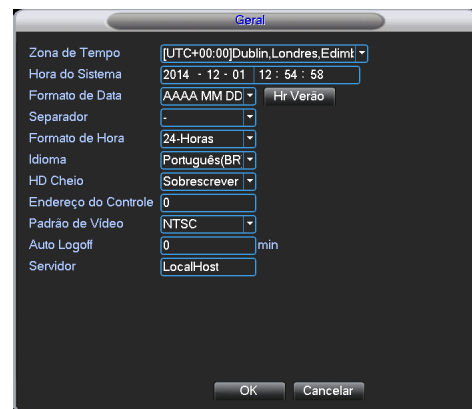 Geral
Zona de Tempo [UTC+00:00]Dublin,Londres,Edimb
Hora do Sistema 2014 - 12 - 01 12 : 54 : 58
Formato de Data AAAA MM DD Hr Verão
Separador -
Formato de Hora 24-Horas
Idioma Português(BR
HD Cheio Sobrescrever
Endereço do Controle 0
Padrão de Vídeo NTSC
Auto Logoff 0 min
Servidor LocalHost
OK Cancelar